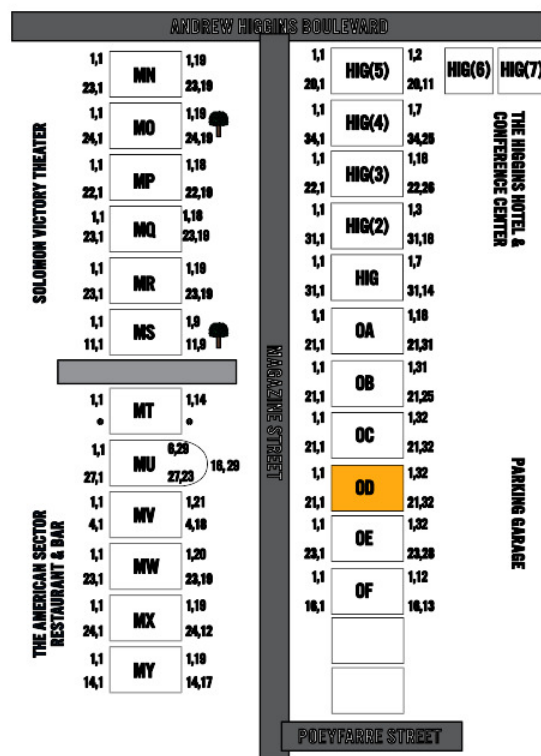 ANDREW HIGGINS BOULEVARD
SOLOMON VICTORY THEATER
1,1 MN 1,19
23,1 23,19
1,1 MO 1,19
24,1 24,19
1,1 MP 1,18
22,1 22,19
1,1 MQ 1,18
23,1 23,19
1,1 MR 1,19
23,1 23,19
1,1 MS 1,9
11,1 11,9
THE AMERICAN SECTOR
RESTAURANT & BAR
1,1 MT 1,14
1,1 MU 6,29
16,29
27,1 27,23
1,1 MV 1,21
4,1 4,18
1,1 MW 1,20
23,1 23,19
1,1 MX 1,19
24,1 24,12
1,1 MY 1,19
14,1 14,17
MAGAZINE STREET
1,1 HIG(5) 1,2
20,11
HIG(6) HIG(7)
1,1 HIG(4) 1,7
34,1 34,25
1,1 HIG(3)
22,1 22,26
1,1 HIG(2) 1,3
31,1
1,1 HIG 1,7
31,1 31,14
1,1 OA
21,1 21,31
1,1 OB 1,31
21,1 21,25
1,1 OC 1,32
21,1 21,32
1,1 OD 1,32
21,1 21,32
1,1 OE 1,32
23,1 23,28
1,1 OF 1,12
16,1 16,13
THE HIGGINS HOTEL &
CONFERENCE CENTER
PARKING GARAGE
POEYFARRE STREET